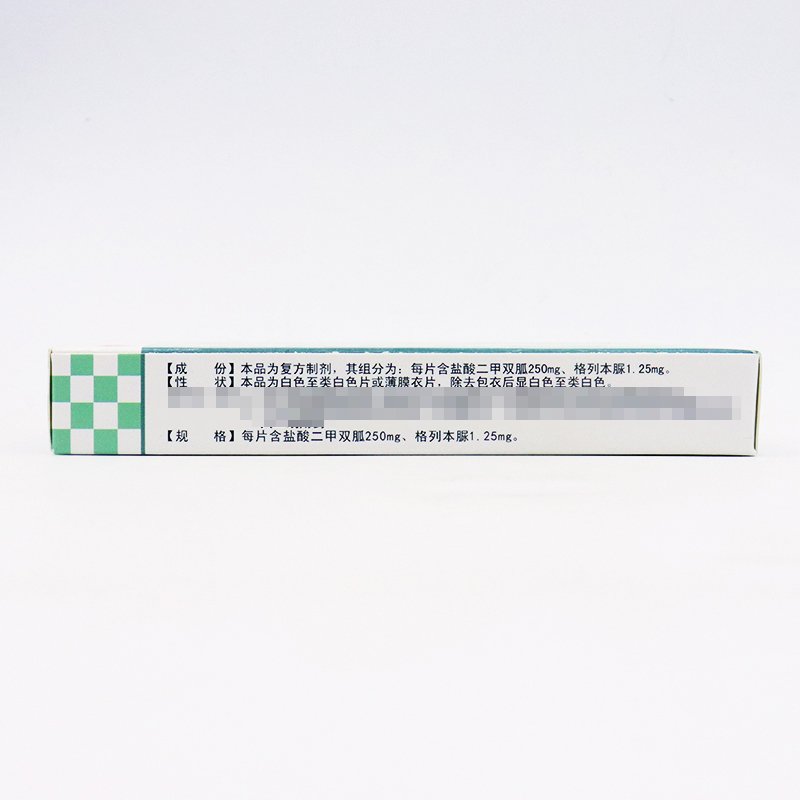 【成 份】本品为复方制剂，其组分为：每片含盐酸二甲双胍250mg、格列本脲1.25mg。
【性 状】本品为白色至类白色片或薄膜衣片，除去包衣后显白色至类白色。
【规 格】每片含盐酸二甲双胍250mg、格列本脲1.25mg。